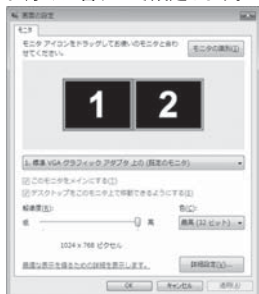 画面の設定
モニタ
モニタ アイコンをドラッグしてお使いのモニタと合わ
せてください。
モニタの識別(I)
1 2
1. 標準 VGA グラフィック アダプタ 上の (既定のモニタ)
このモニタをメインにする(T)
デスクトップをこのモニタ上で移動できるようにする(E)
解像度(R):
低
高
1024 x 768 ピクセル
色(C):
最高 (32 ビット)
最適な表示を得るための詳細を表示します。
詳細設定(V)...
OK
キャンセル
適用(A)